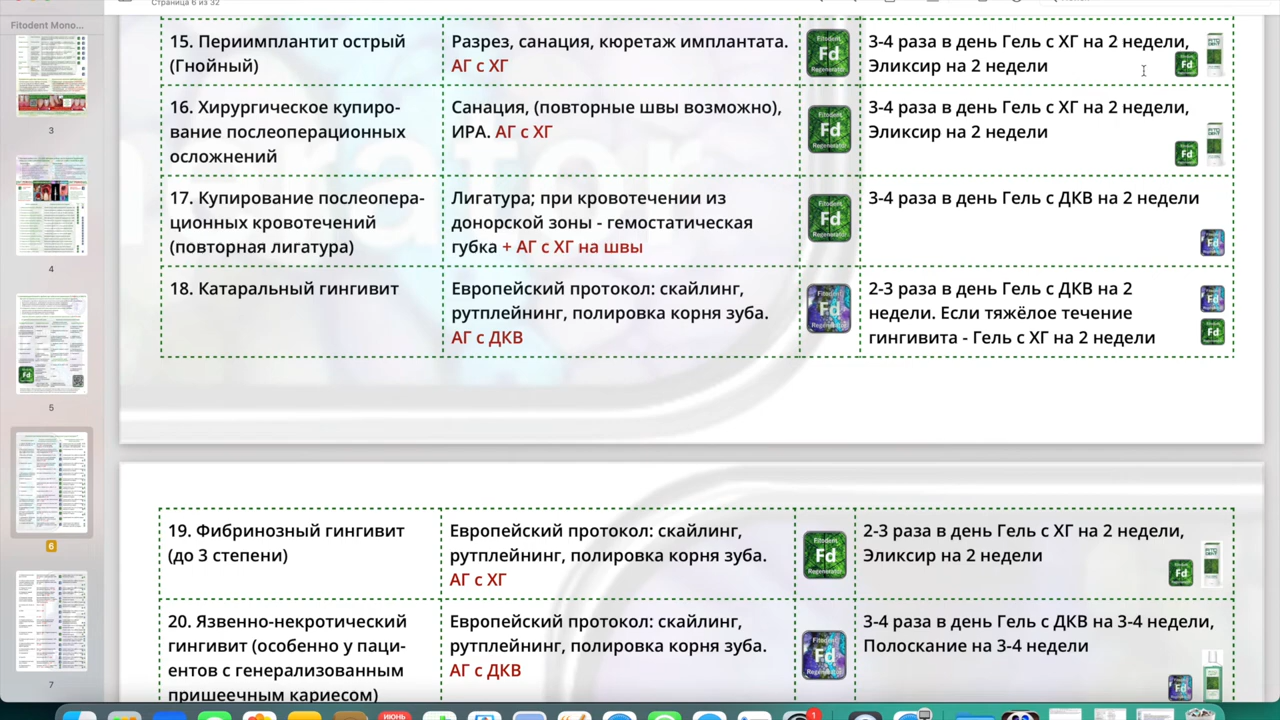 Страница 6 из 32
Fitodent Mono...
3
4
5
6
7
15. Периимплантит острый
(Гнойный)
санация, кюретаж имплантата.
АГ с ХГ
3-4 раза в день Гель с ХГ на 2 недели,
Эликсир на 2 недели
16. Хирургическое купиро-
вание послеоперационных
осложнений
Санация, (повторные швы возможны),
ИРА. АГ с ХГ
3-4 раза в день Гель с ХГ на 2 недели,
Эликсир на 2 недели
17. Купирование послеопера-
ционных кровотечений
(повторная лигатура)
при кровотечении из
мягкой раны - гемостатическая
губка + АГ с ХГ на швы
3-4 раза в день Гель с ДКВ на 2 недели
18. Катаральный гингивит
Европейский протокол: скайлинг,
рутплейнинг, полировка корня зуба.
АГ с ДКВ
2-3 раза в день Гель с ДКВ на 2
недели. Если тяжёлое течение
гингивита - Гель с ХГ на 2 недели
19. Фибринозный гингивит
(до 3 степени)
Европейский протокол: скайлинг,
рутплейнинг, полировка корня зуба.
АГ с ХГ
2-3 раза в день Гель с ХГ на 2 недели,
Эликсир на 2 недели
20. Язвенно-некротический
гингивит (особенно у паци-
ентов с генерализованным
пришеечным кариесом)
Европейский протокол: скайлинг,
рутплейнинг, полировка корня зуба.
АГ с ДКВ
3-4 раза в день Гель с ДКВ на 3-4 недели,
Полоскание на 3-4 недели
Fitodent
Fd
Regenerator
ИЮНЬ
1